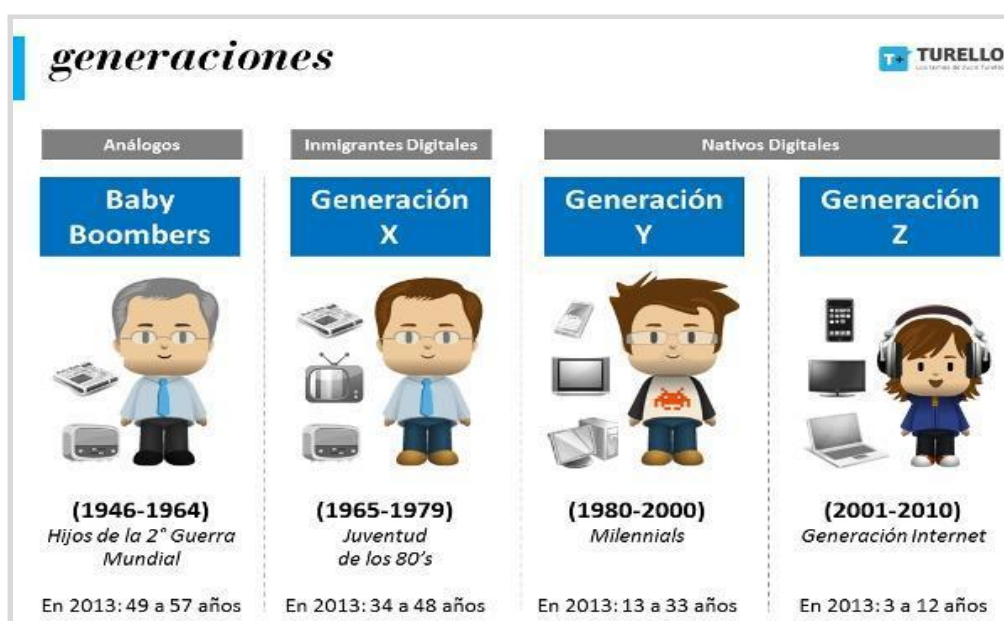 generaciones
T+ TURELLO
Análogos
Inmigrantes Digitales
Nativos Digitales
Baby
Boombers
Generación
X
Generación
Y
Generación
Z
(1946-1964)
Hijos de la 2° Guerra
Mundial
En 2013: 49 a 57 años
(1965-1979)
Juventud
de los 80’s
En 2013: 34 a 48 años
(1980-2000)
Milennials
En 2013: 13 a 33 años
(2001-2010)
Generación Internet
En 2013: 3 a 12 años